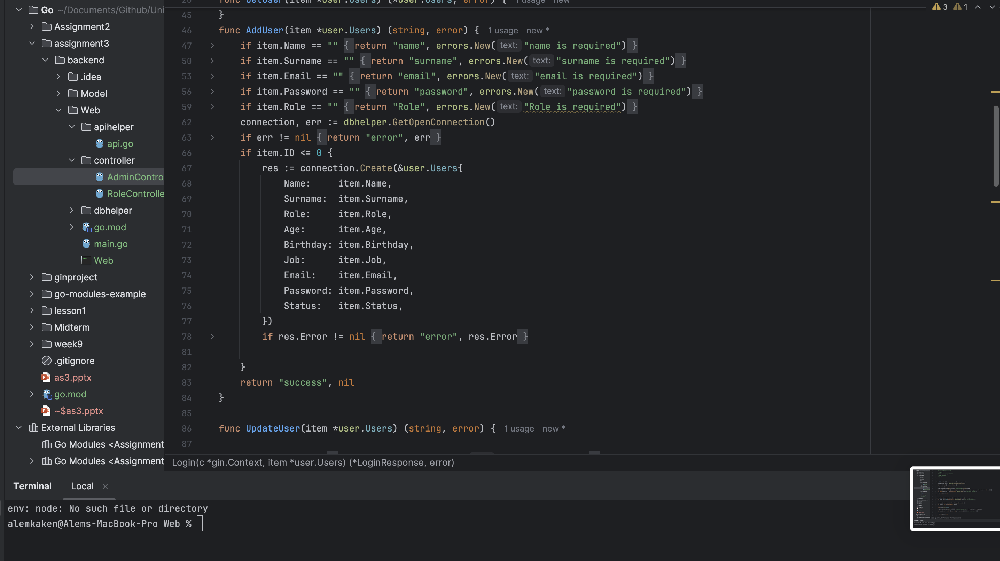 Go ~/Documents/Github/Uni
Assignment2
assignment3
backend
.idea
Model
Web
apihelper
api.go
controller
AdminContro
RoleControlle
dbhelper
go.mod
main.go
Web
ginproject
go-modules-example
lesson1
Midterm
week9
.gitignore
as3.pptx
go.mod
~$as3.pptx
External Libraries
Go Modules <Assignment
Go Modules <Assignment
28 func GetUser(item *user.Users) (*user.Users, error) { 1 usage new *
3 1
45 }
46 func AddUser(item *user.Users) (string, error) { 1 usage new *
47 if item.Name == "" { return "name", errors.New( text: "name is required") }
50 if item.Surname == "" { return "surname", errors.New( text: "surname is required") }
53 if item.Email == "" { return "email", errors.New( text: "email is required") }
56 if item.Password == "" { return "password", errors.New( text: "password is required") }
59 if item.Role == "" { return "Role", errors.New( text: "Role is required") }
62 connection, err := dbhelper.GetOpenConnection()
63 if err != nil { return "error", err }
66 if item.ID <= 0 {
67 res := connection.Create(&user.Users{
68 Name: item.Name,
69 Surname: item.Surname,
70 Role: item.Role,
71 Age: item.Age,
72 Birthday: item.Birthday,
73 Job: item.Job,
74 Email: item.Email,
75 Password: item.Password,
76 Status: item.Status,
77 })
78 if res.Error != nil { return "error", res.Error }
81
82 }
83 return "success", nil
84 }
85
86 func UpdateUser(item *user.Users) (string, error) { 1 usage new *
87
Login(c *gin.Context, item *user.Users) (*LoginResponse, error)
Terminal Local
env: node: No such file or directory
alemkaken@Alems-MacBook-Pro Web %